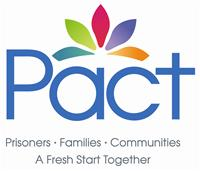 Pact
Prisoners · Families · Communities
A Fresh Start Together